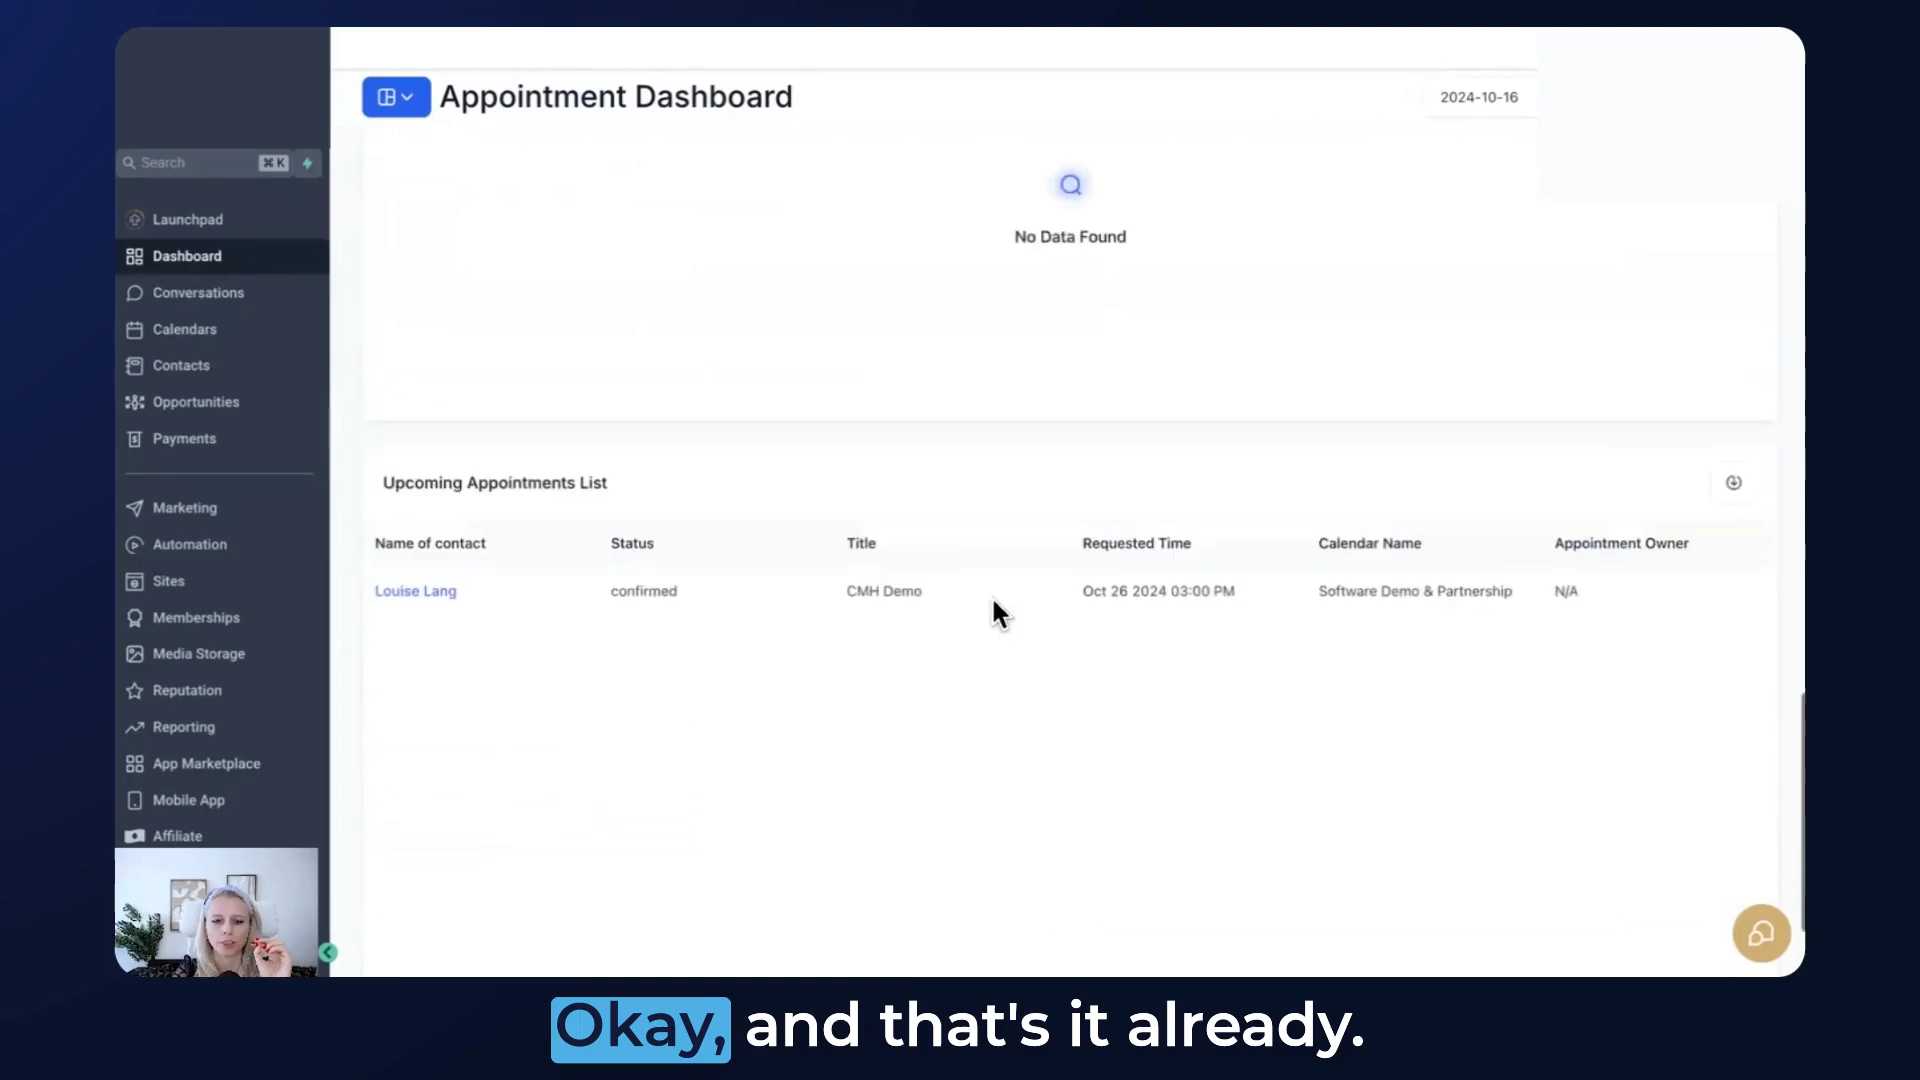 Appointment Dashboard
2024-10-16
Search
⌘ K
Launchpad
Dashboard
Conversations
Calendars
Contacts
Opportunities
Payments
Marketing
Automation
Sites
Memberships
Media Storage
Reputation
Reporting
App Marketplace
Mobile App
Affiliate
No Data Found
Upcoming Appointments List
Name of contact Status Title Requested Time Calendar Name Appointment Owner
Louise Lang confirmed CMH Demo Oct 26 2024 03:00 PM Software Demo & Partnership N/A
Okay, and that's it already.